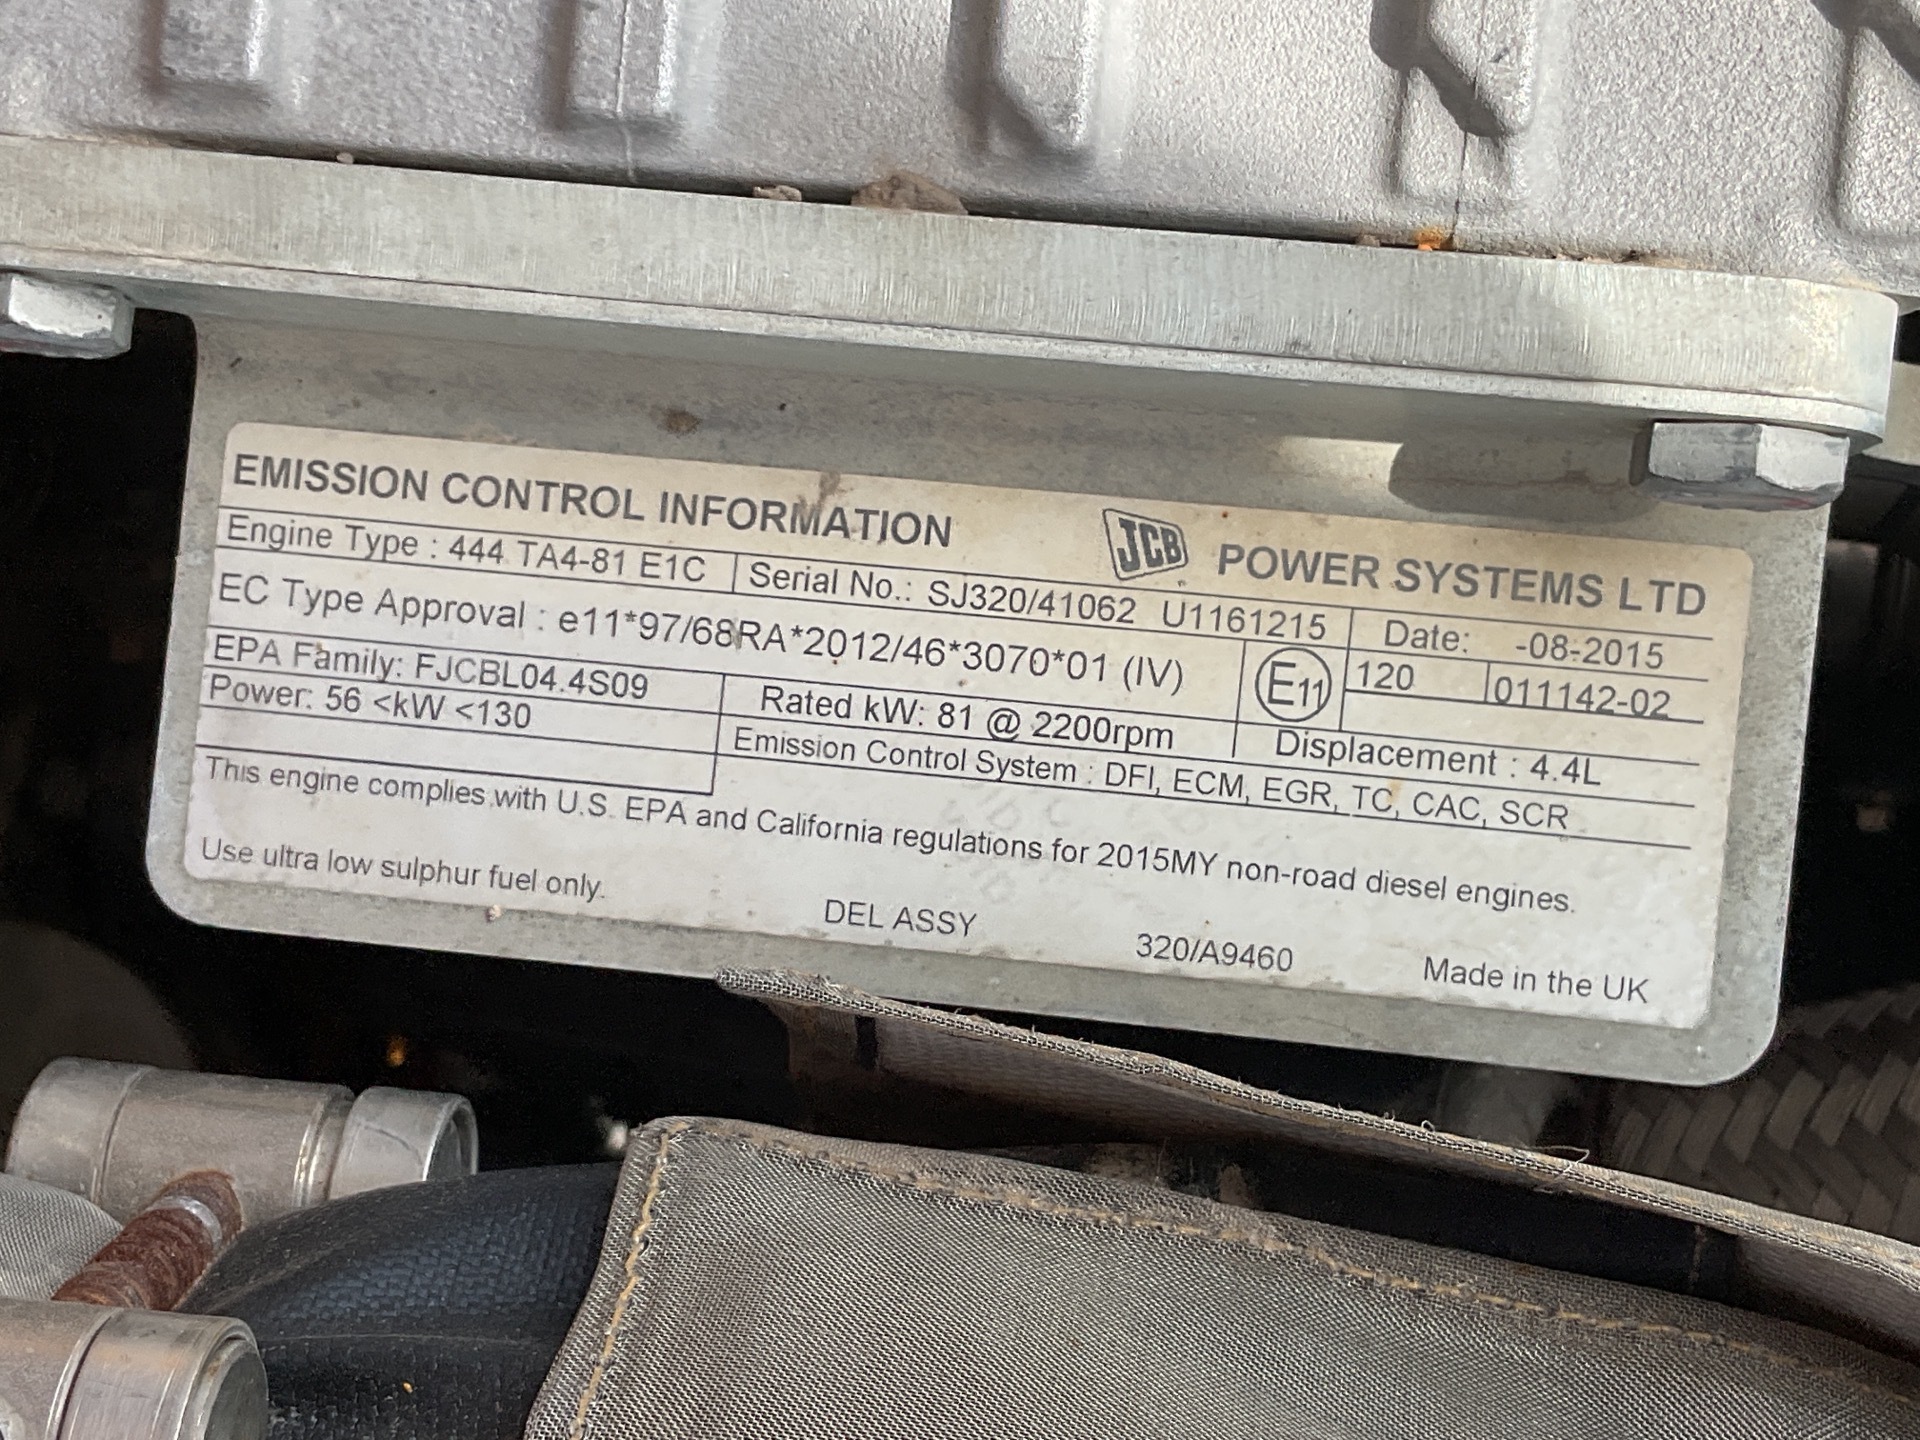 EMISSION CONTROL INFORMATION JCB POWER SYSTEMS LTD
Engine Type : 444 TA4-81 E1C Serial No.: SJ320/41062 U1161215 Date: -08-2015
EC Type Approval : e11*97/68RA*2012/46*3070*01 (IV) E11 120 011142-02
EPA Family: FJCBL04.4S09 Rated kW: 81 @ 2200rpm Displacement : 4.4L
Power: 56 <kW <130 Emission Control System : DFI, ECM, EGR, TC, CAC, SCR
This engine complies with U.S. EPA and California regulations for 2015MY non-road diesel engines.
Use ultra low sulphur fuel only.
DEL ASSY 320/A9460 Made in the UK